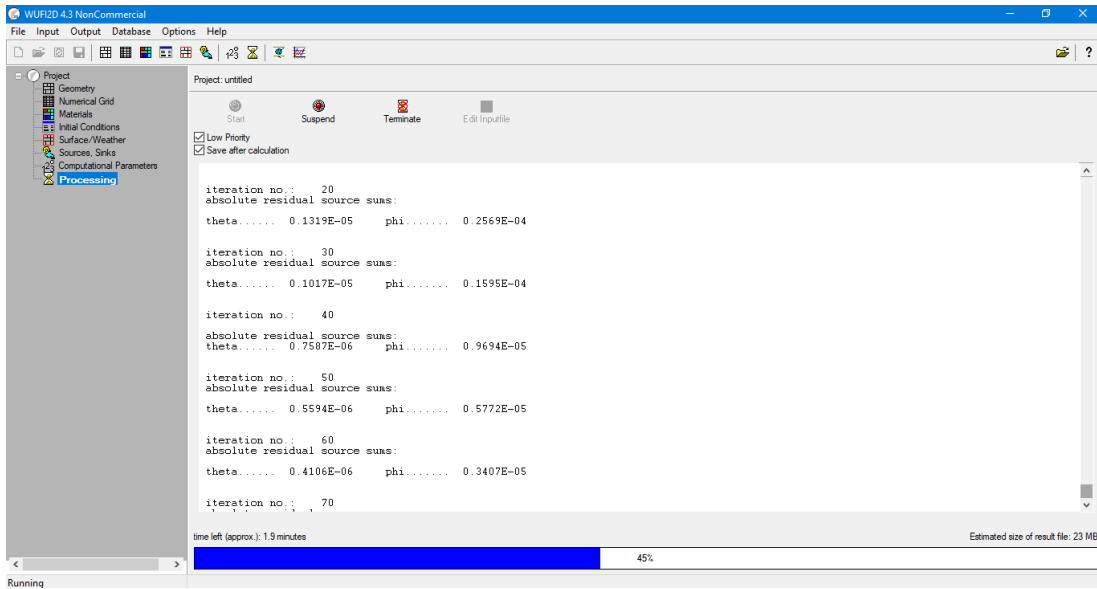 WUFI2D 4.3 NonCommercial
File Input Output Database Options Help
Project
Geometry
Numerical Grid
Materials
Initial Conditions
Surface/Weather
Sources, Sinks
Computational Parameters
Processing
Project: untitled
Start Suspend Terminate Edit Inputfile
Low Priority
Save after calculation
iteration no.: 20
absolute residual source sums:
theta...... 0.1319E-05 phi....... 0.2569E-04
iteration no.: 30
absolute residual source sums:
theta...... 0.1017E-05 phi....... 0.1595E-04
iteration no.: 40
absolute residual source sums:
theta...... 0.7587E-06 phi....... 0.9694E-05
iteration no.: 50
absolute residual source sums:
theta...... 0.5594E-06 phi....... 0.5772E-05
iteration no.: 60
absolute residual source sums:
theta...... 0.4106E-06 phi....... 0.3407E-05
iteration no.: 70
time left (approx.): 1.9 minutes Estimated size of result file: 23 MB
45%
Running